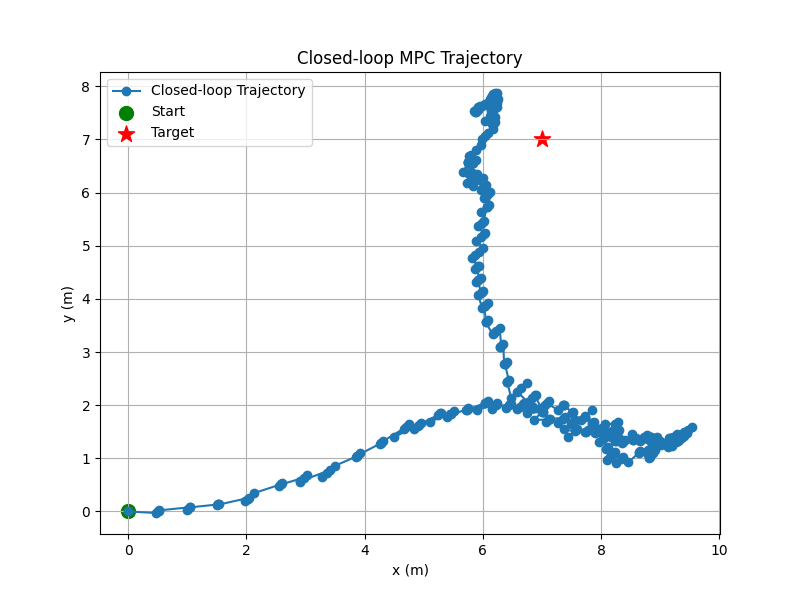 Closed-loop MPC Trajectory
Closed-loop Trajectory
Start
Target
8
7
6
5
4
3
2
1
0
y (m)
0 2 4 6 8 10
x (m)